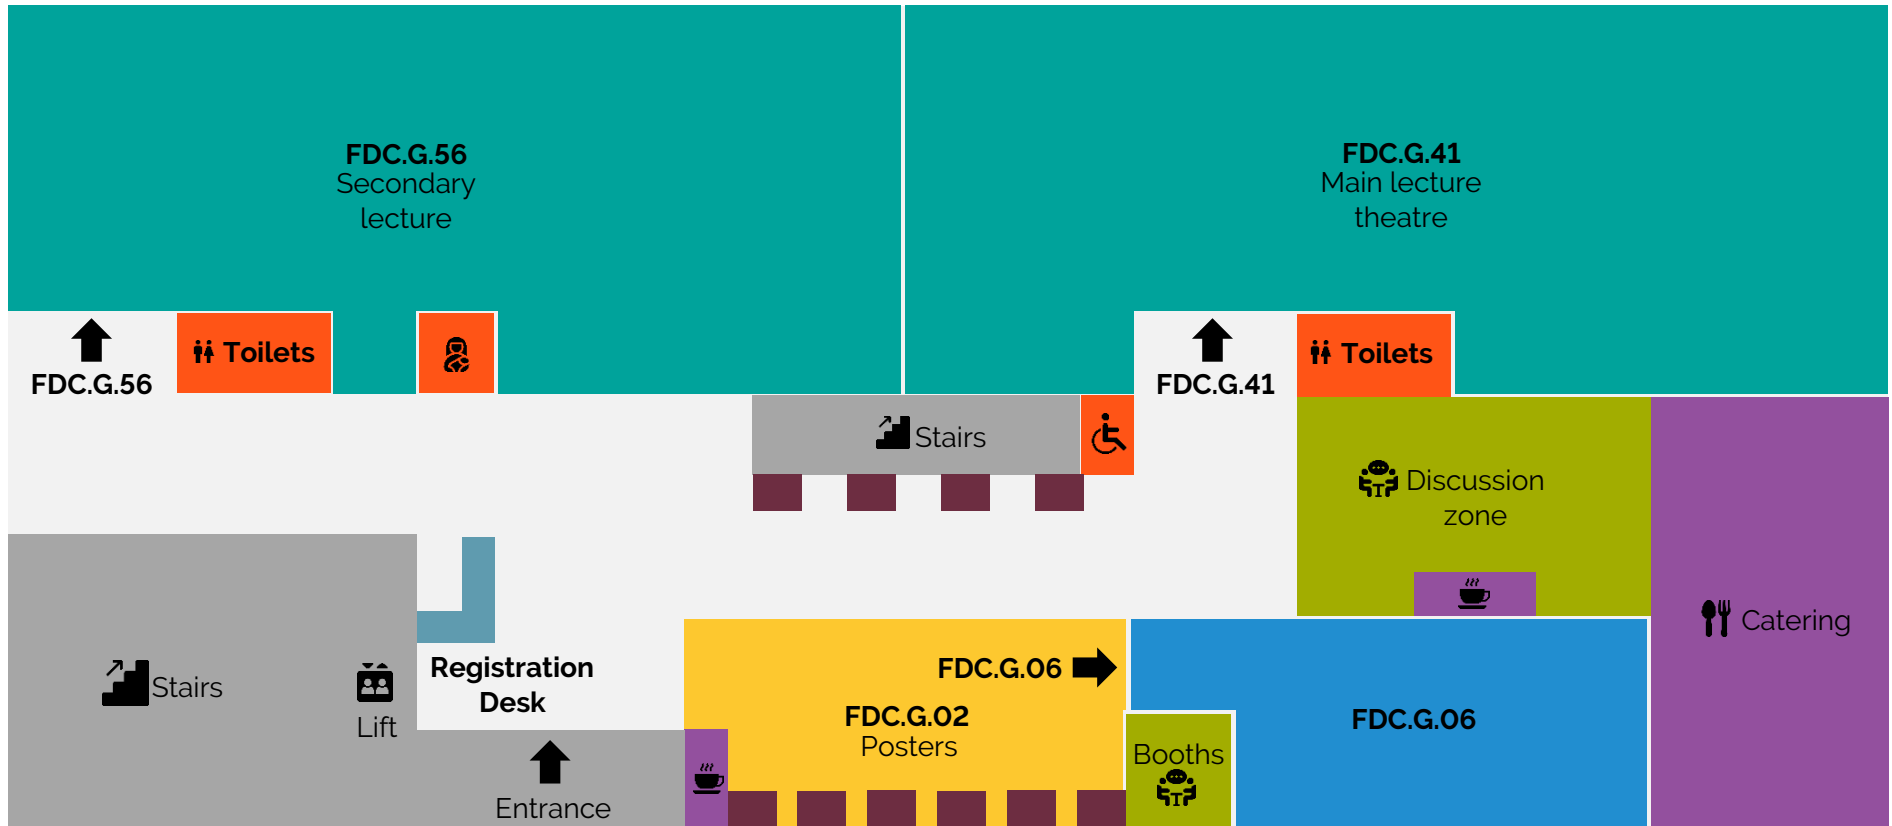 FDC.G.56
Secondary
lecture
FDC.G.41
Main lecture
theatre
FDC.G.56
Toilets
FDC.G.41
Toilets
Stairs
Discussion
zone
Catering
Stairs
Lift
Registration
Desk
Entrance
FDC.G.06
FDC.G.02
Posters
Booths
FDC.G.06